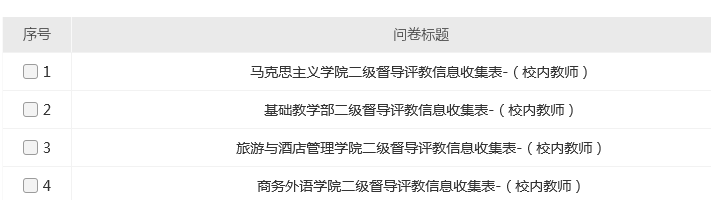 序号 问卷标题
1 马克思主义学院二级督导评教信息收集表-（校内教师）
2 基础教学部二级督导评教信息收集表-（校内教师）
3 旅游与酒店管理学院二级督导评教信息收集表-（校内教师）
4 商务外语学院二级督导评教信息收集表-（校内教师）